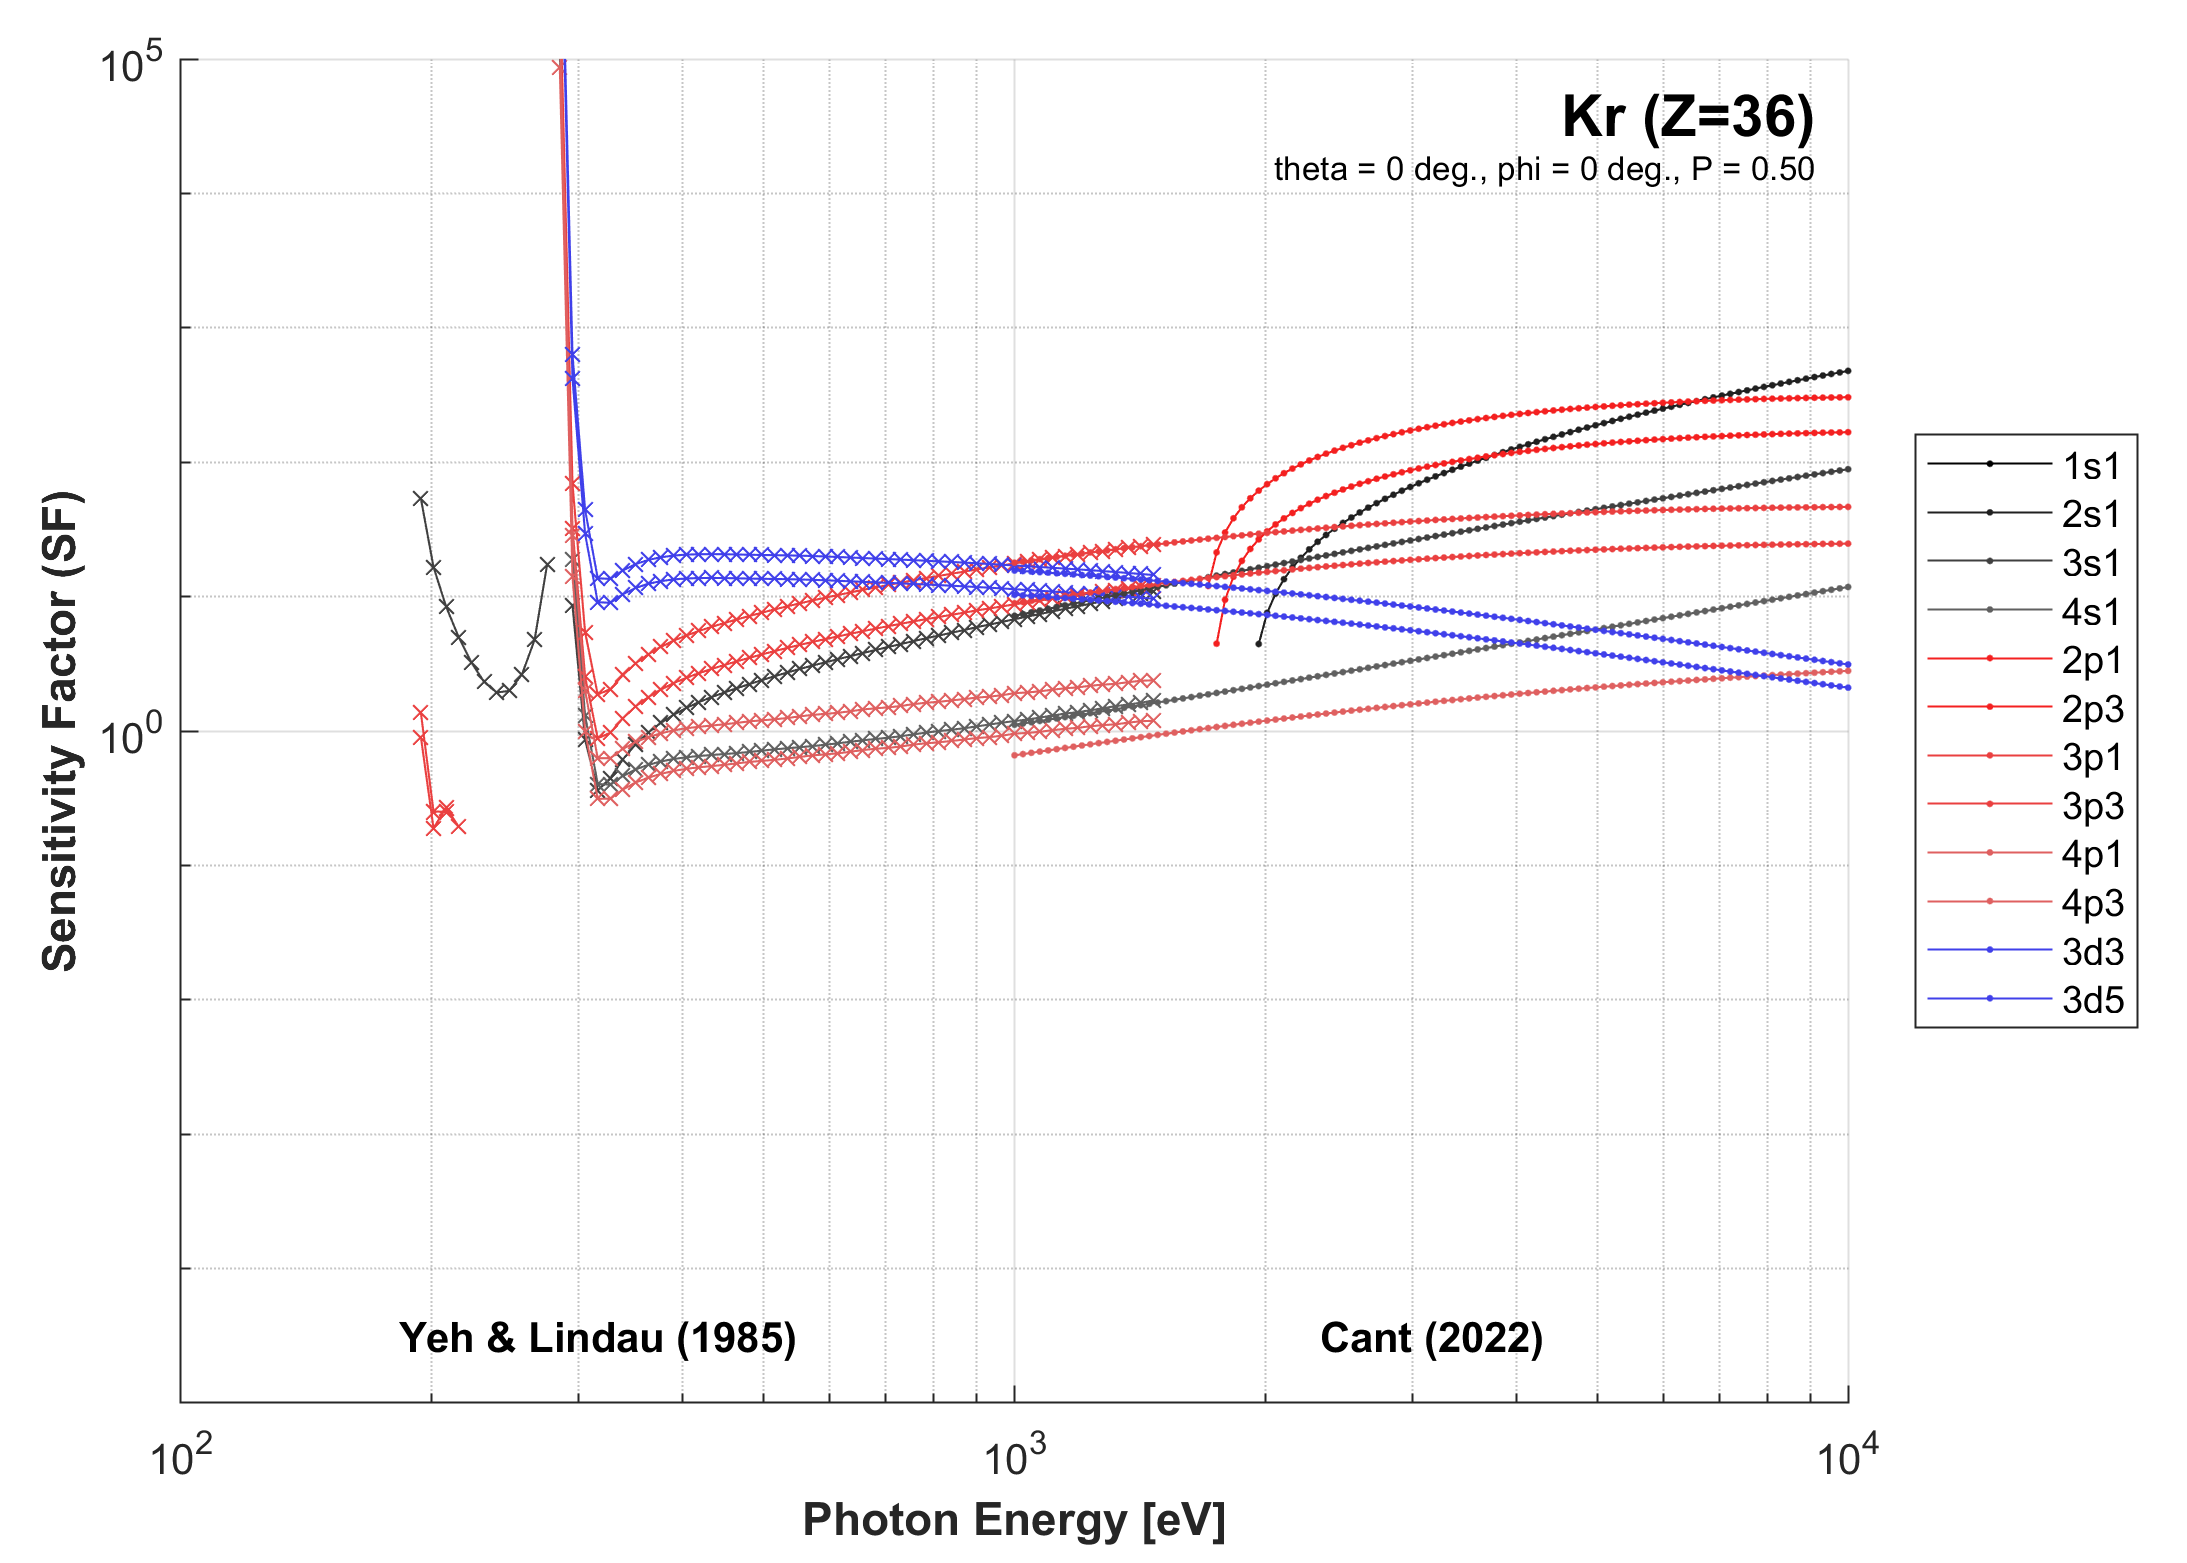 10^5
Kr (Z=36)
theta = 0 deg., phi = 0 deg., P = 0.50
Sensitivity Factor (SF)
10^0
1s1
2s1
3s1
4s1
2p1
2p3
3p1
3p3
4p1
4p3
3d3
3d5
Yeh & Lindau (1985)
Cant (2022)
10^2
10^3
10^4
Photon Energy [eV]